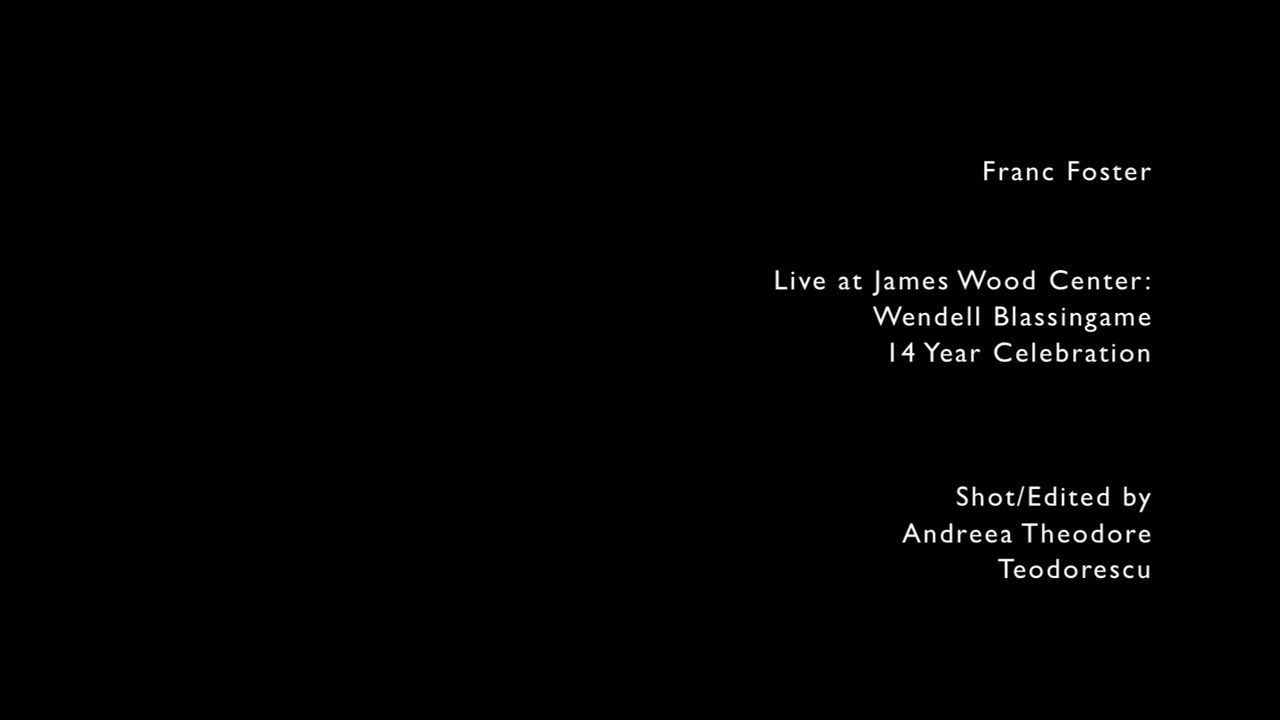 Franc Foster
Live at James Wood Center:
Wendell Blassingame
14 Year Celebration
Shot/Edited by
Andreea Theodore
Teodorescu